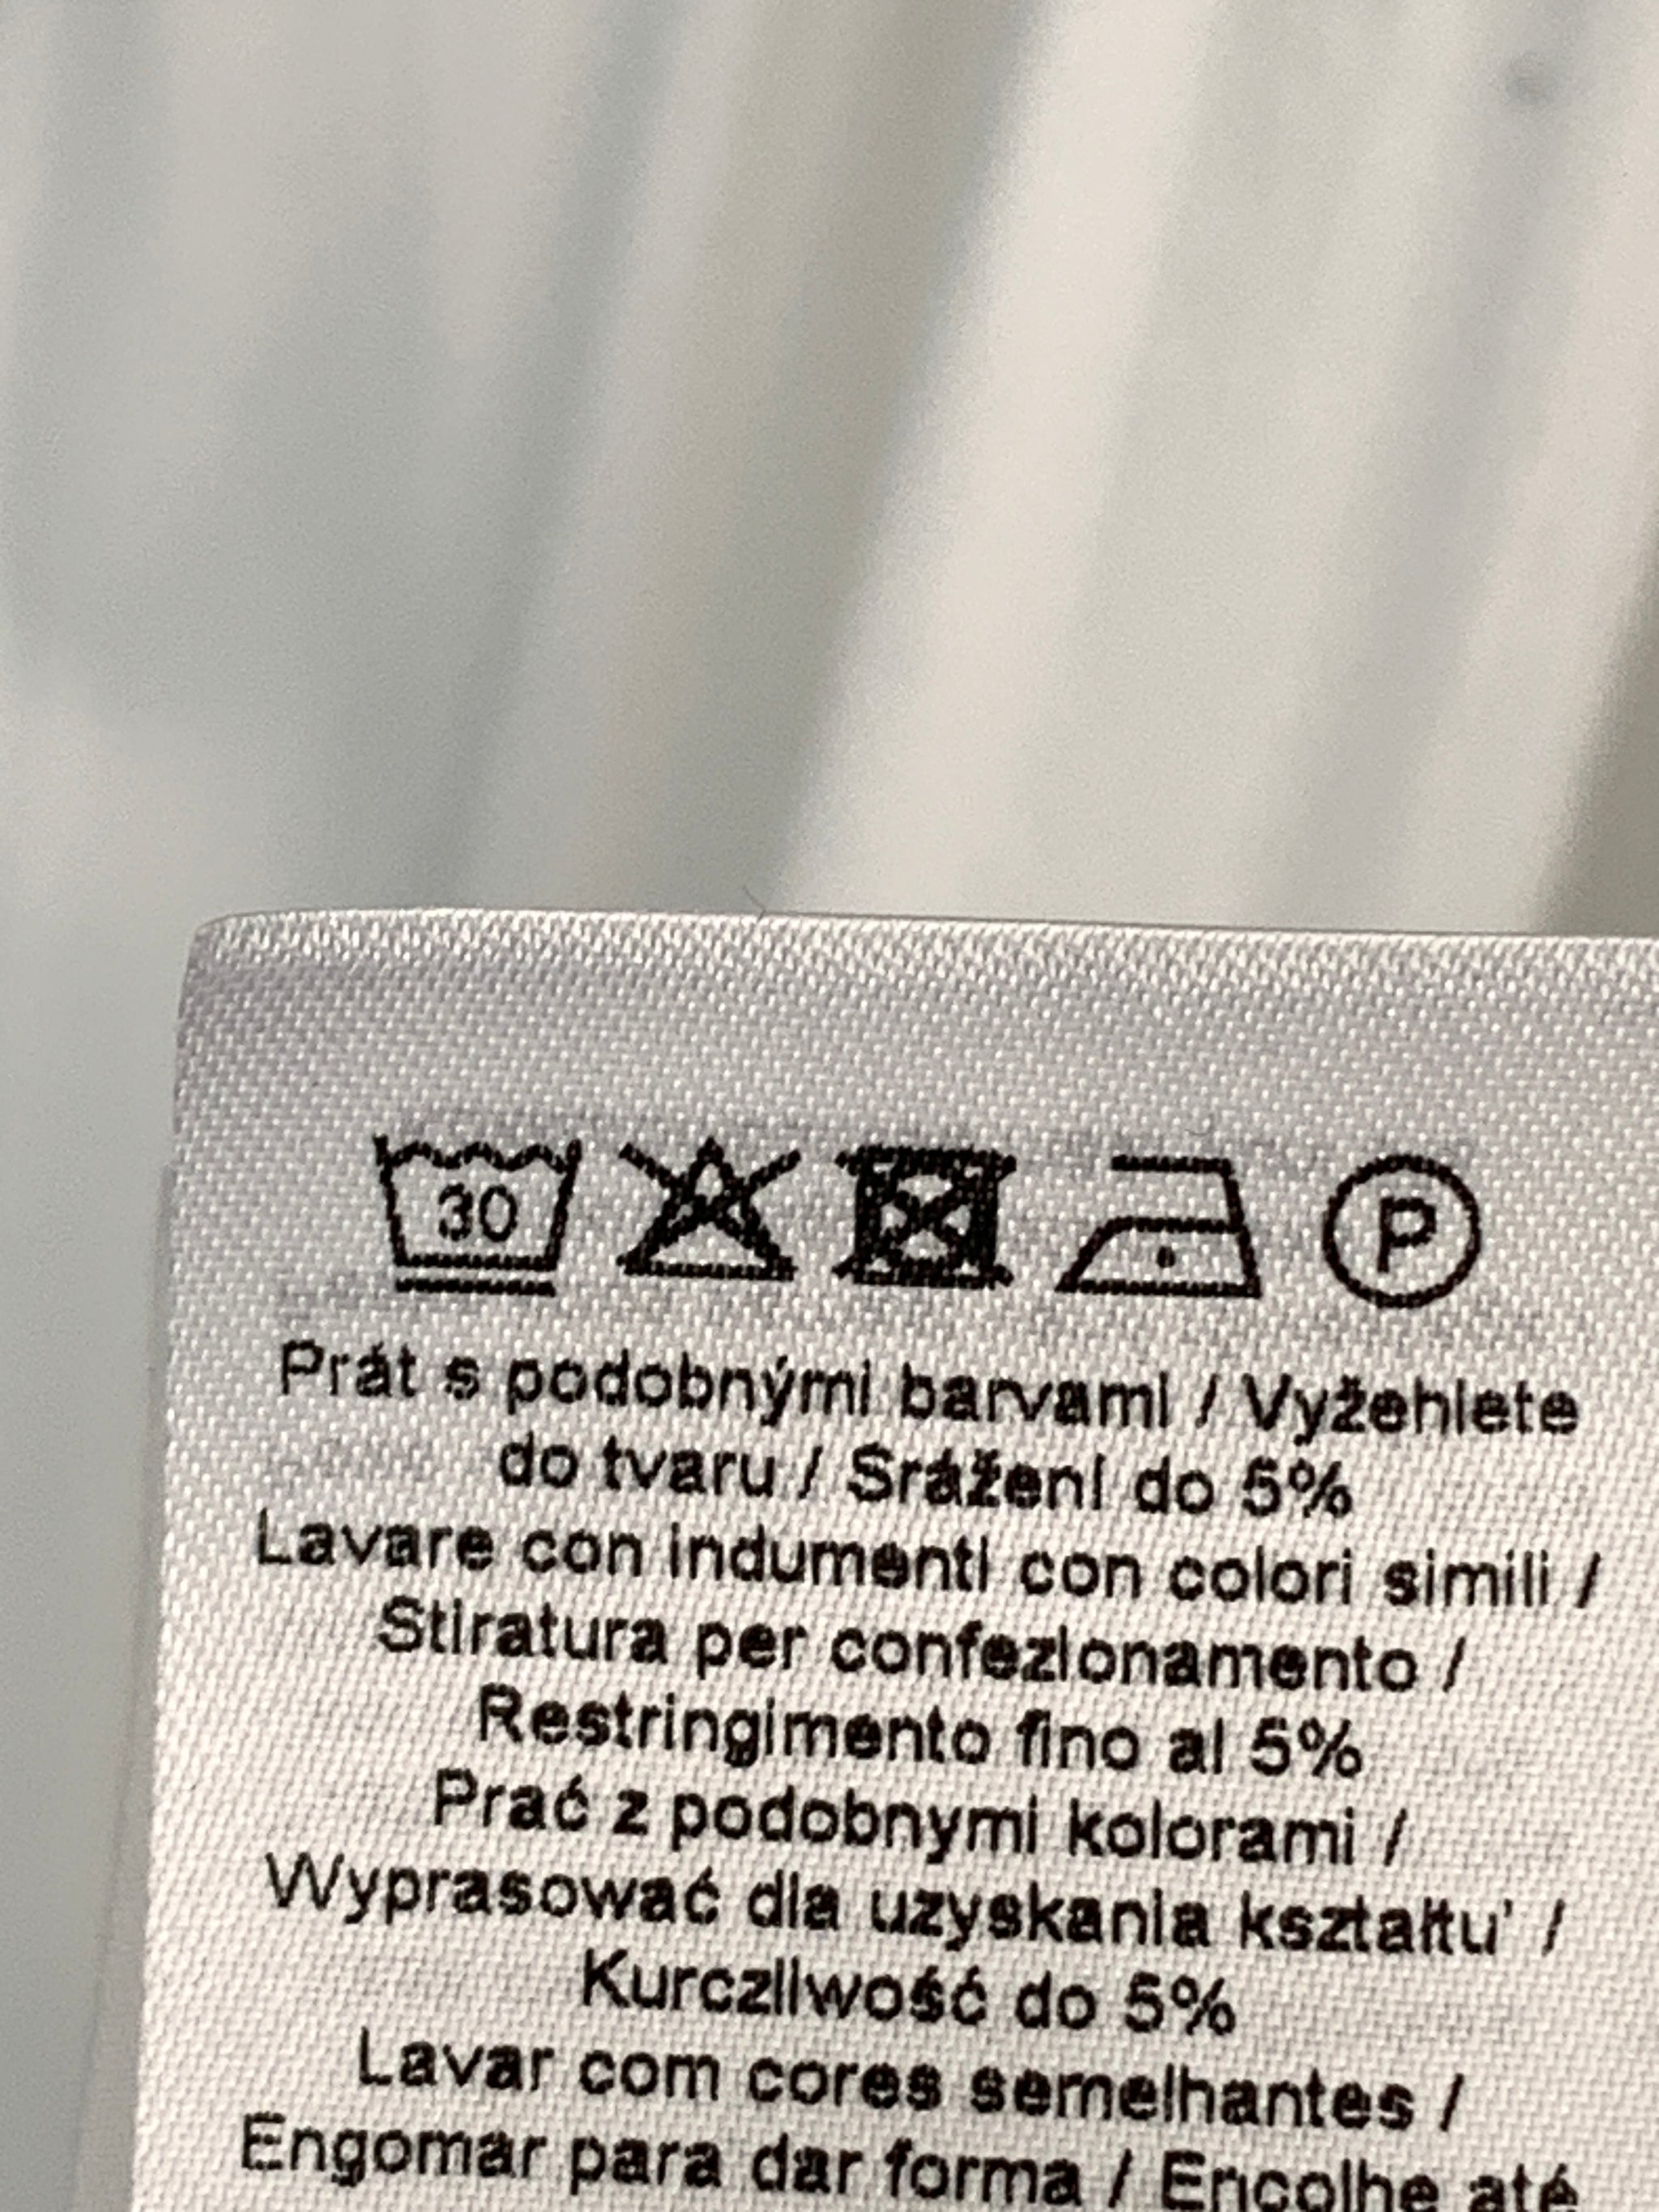 30
P
Prát s podobnými barvami / Vyžehlete
do tvaru / Srážení do 5%
Lavare con indumenti con colori simili /
Stiratura per confezionamento /
Restringimento fino al 5%
Prać z podobnymi kolorami /
Wyprasować dla uzyskania kształtu' /
Kurczliwość do 5%
Lavar com cores semelhantes /
Engomar para dar forma / Encolhe até